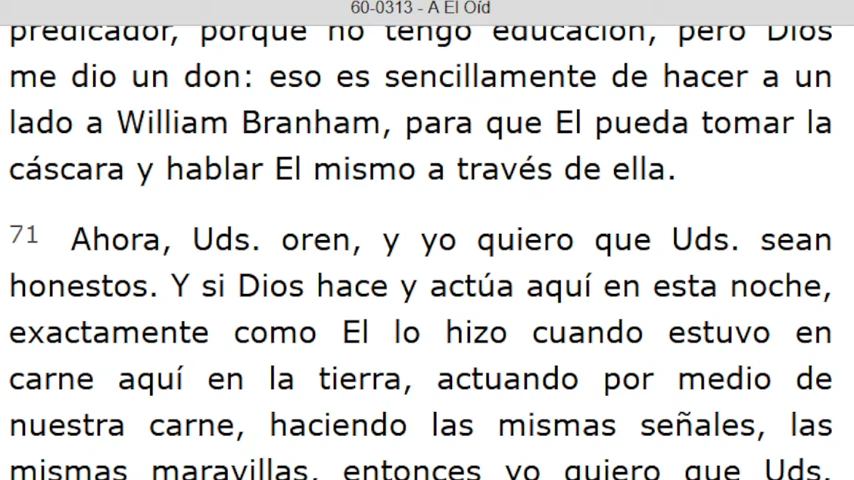 60-0313 - A El Oíd
predicador, porque no tengo educación, pero Dios
me dio un don: eso es sencillamente de hacer a un
lado a William Branham, para que El pueda tomar la
cáscara y hablar El mismo a través de ella.
71 Ahora, Uds. oren, y yo quiero que Uds. sean
honestos. Y si Dios hace y actúa aquí en esta noche,
exactamente como El lo hizo cuando estuvo en
carne aquí en la tierra, actuando por medio de
nuestra carne, haciendo las mismas señales, las
mismas maravillas, entonces yo quiero que Uds.